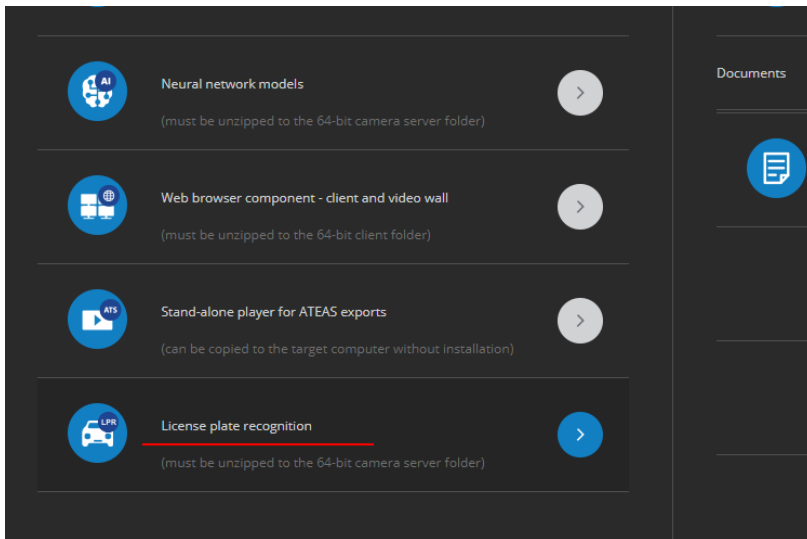 AI
Neural network models
(must be unzipped to the 64-bit camera server folder)
Web browser component - client and video wall
(must be unzipped to the 64-bit client folder)
ATS
Stand-alone player for ATEAS exports
(can be copied to the target computer without installation)
LPR
License plate recognition
(must be unzipped to the 64-bit camera server folder)
Documents